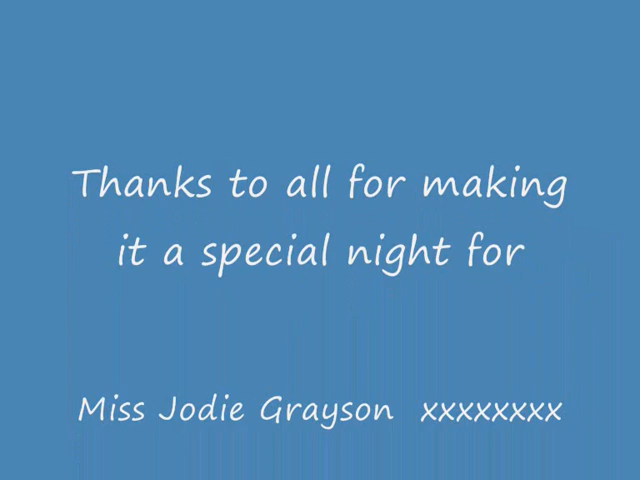 Thanks to all for making
it a special night for
Miss Jodie Grayson xxxxxxxx